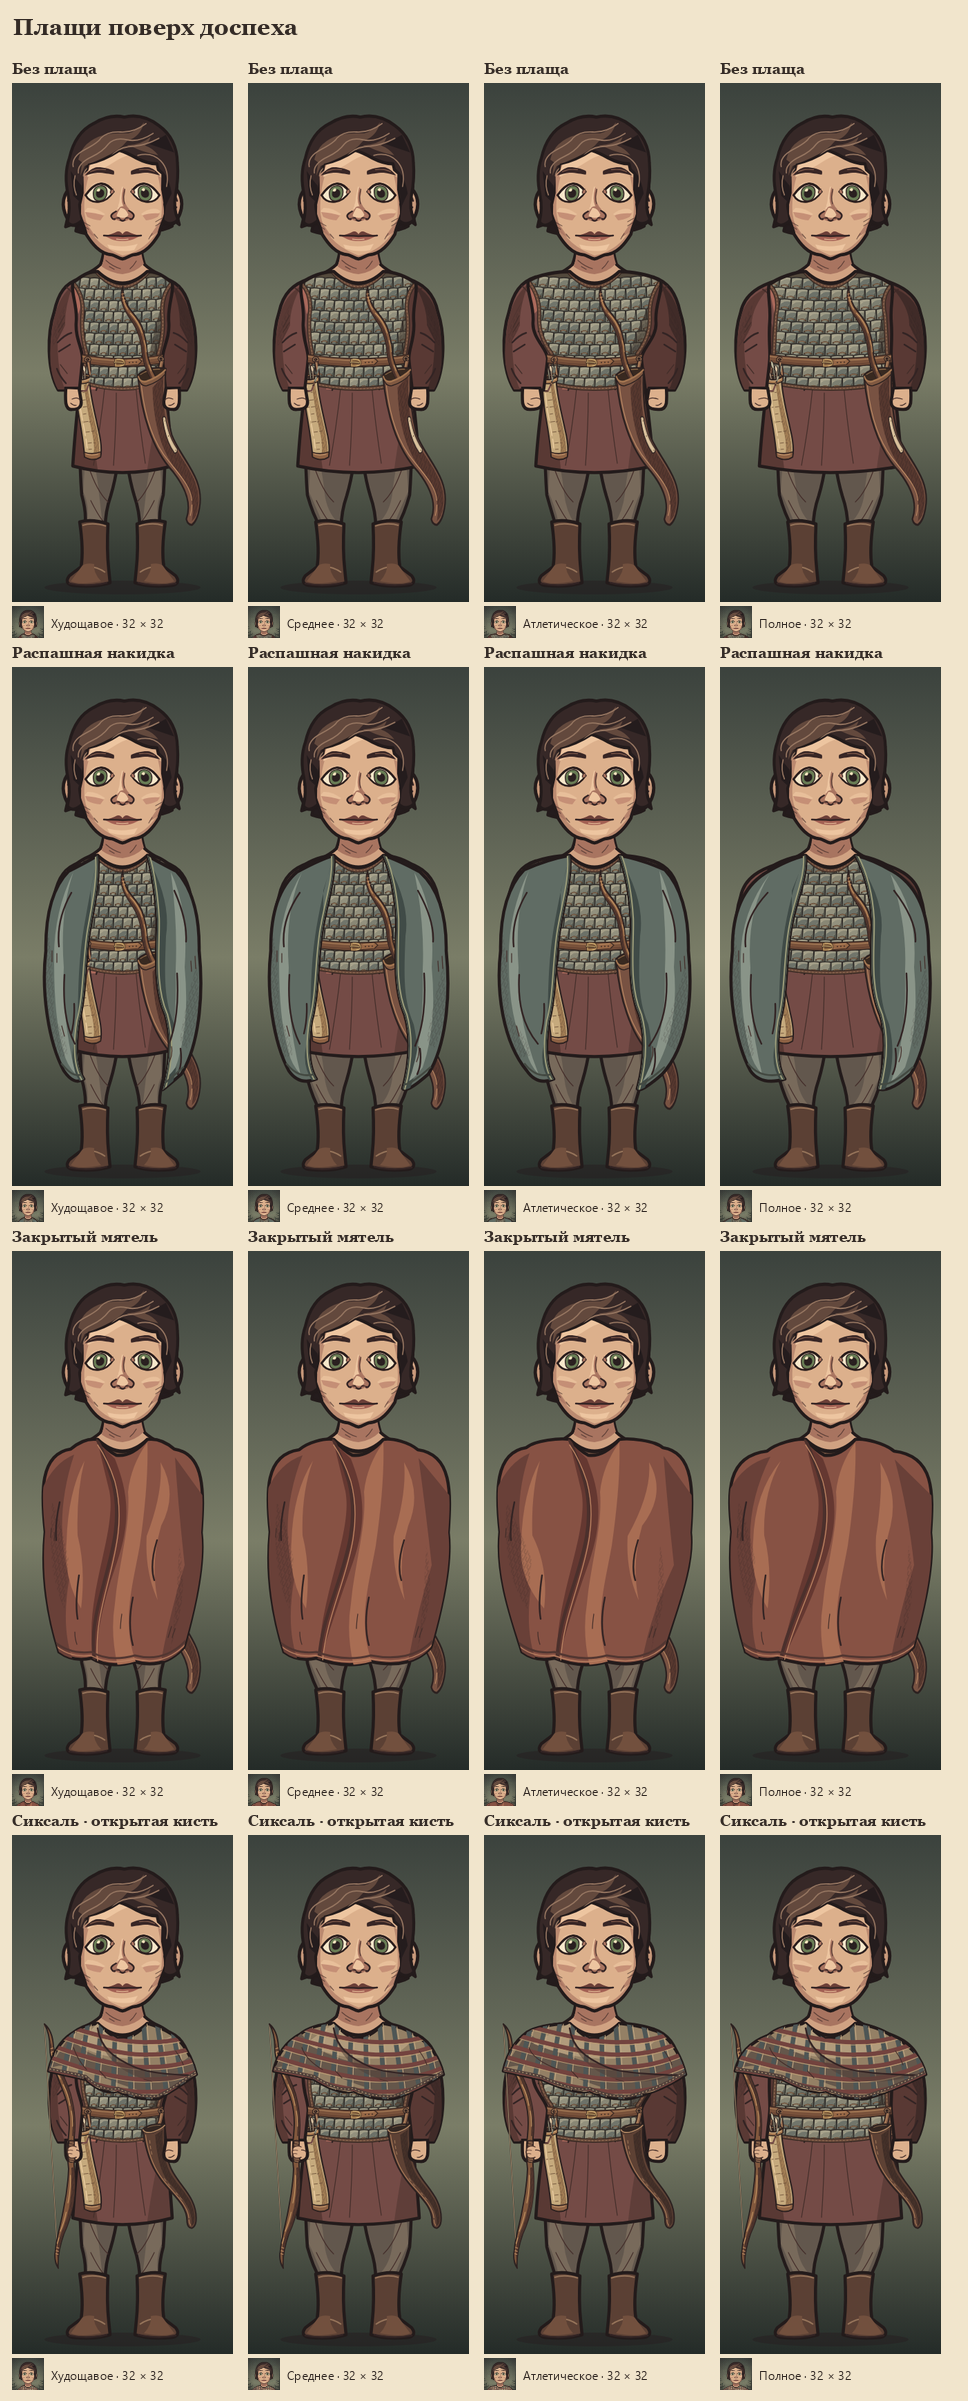 Плащи поверх доспеха
Без плаща Без плаща Без плаща Без плаща
Худощавое · 32 × 32 Среднее · 32 × 32 Атлетическое · 32 × 32 Полное · 32 × 32
Распашная накидка Распашная накидка Распашная накидка Распашная накидка
Худощавое · 32 × 32 Среднее · 32 × 32 Атлетическое · 32 × 32 Полное · 32 × 32
Закрытый мятель Закрытый мятель Закрытый мятель Закрытый мятель
Худощавое · 32 × 32 Среднее · 32 × 32 Атлетическое · 32 × 32 Полное · 32 × 32
Сиксаль · открытая кисть Сиксаль · открытая кисть Сиксаль · открытая кисть Сиксаль · открытая кисть
Худощавое · 32 × 32 Среднее · 32 × 32 Атлетическое · 32 × 32 Полное · 32 × 32